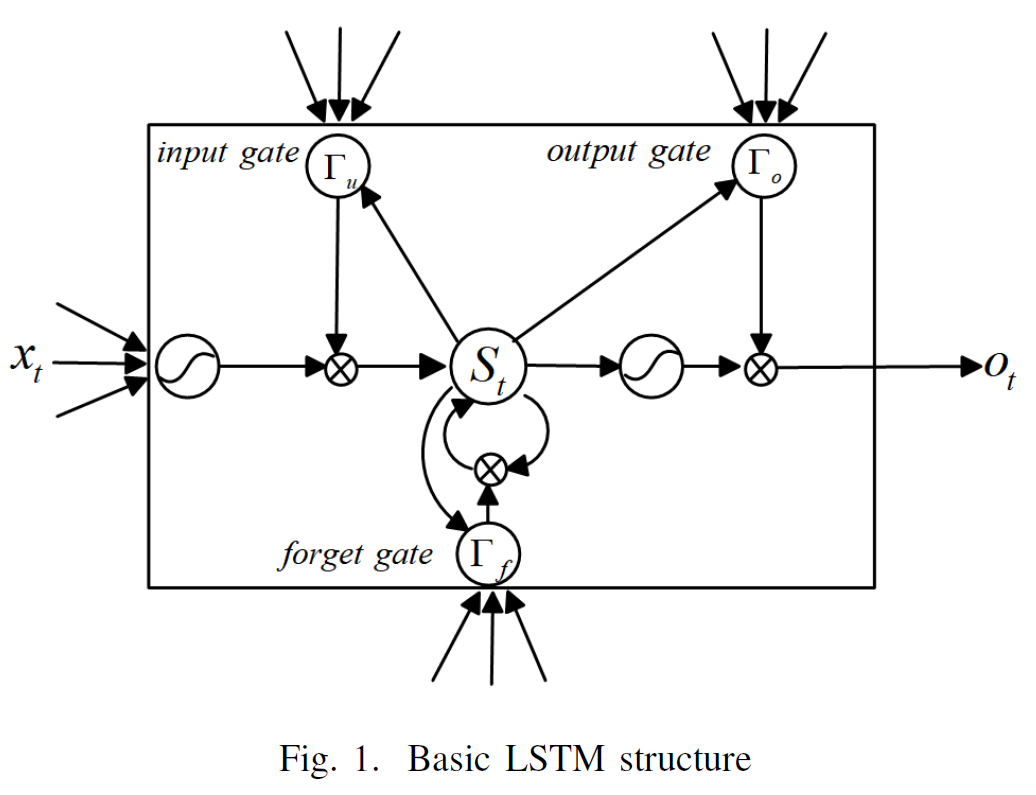 input gate
Γu
output gate
Γo
xt
St
ot
forget gate
Γf
Fig. 1. Basic LSTM structure